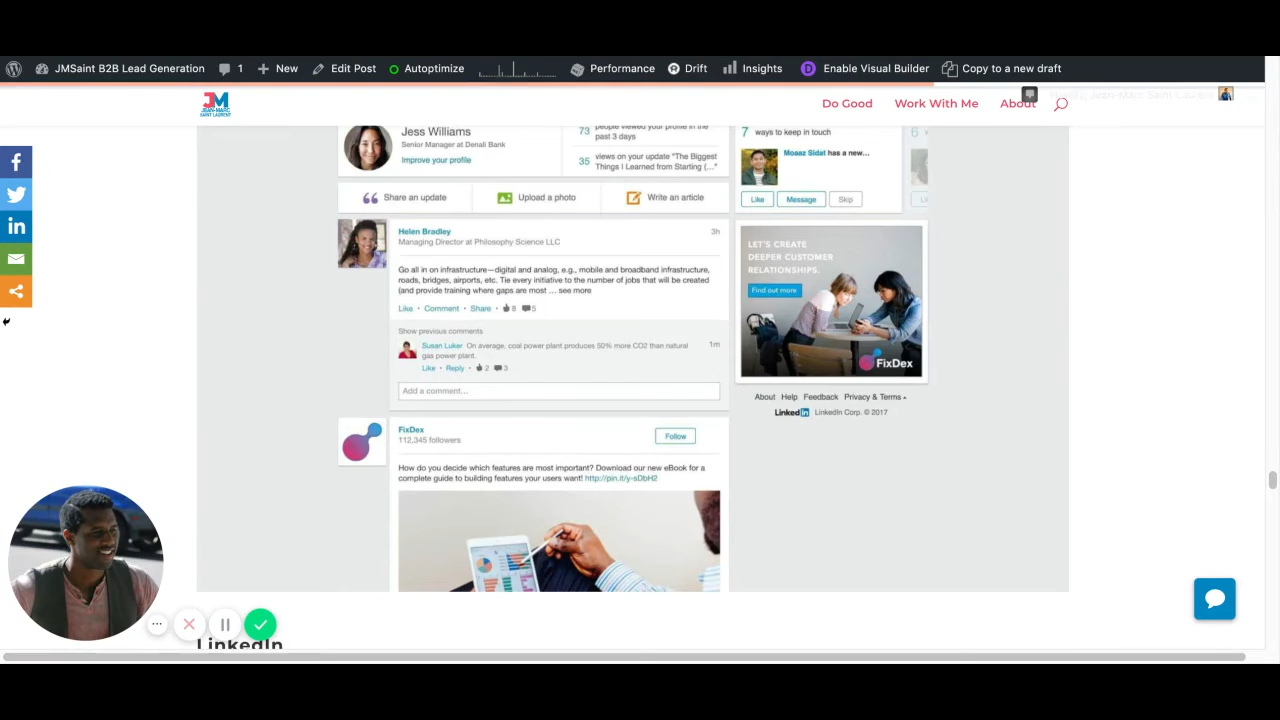 JMSaint B2B Lead Generation 1 New Edit Post Autoptimize Performance Drift Insights Enable Visual Builder Copy to a new draft
JM
JEAN-MARC
SAINT LAURENT
Do Good Work With Me About
Jess Williams
Senior Manager at Denali Bank
Improve your profile
73 people viewed your profile in the
past 3 days
35 views on your update "The Biggest
Things I Learned from Starting (..."
7 ways to keep in touch
6
Moaaz Sidat has a new...
Like Message Skip
Share an update Upload a photo Write an article
Helen Bradley 3h
Managing Director at Philosophy Science LLC
Go all in on infrastructure—digital and analog, e.g., mobile and broadband infrastructure,
roads, bridges, airports, etc. Tie every initiative to the number of jobs that will be created
(and provide training where gaps are most ... see more
Like • Comment • Share 8 5
Show previous comments
Susan Luker On average, coal power plant produces 50% more CO2 than natural 1m
gas power plant.
Like • Reply • 2 3
Add a comment...
LET'S CREATE
DEEPER CUSTOMER
RELATIONSHIPS.
Find out more
FixDex
About Help Feedback Privacy & Terms
LinkedIn LinkedIn Corp. © 2017
FixDex
112,345 followers
Follow
How do you decide which features are most important? Download our new eBook for a
complete guide to building features your users want! http://pin.it/y-sDbH2
LinkedIn